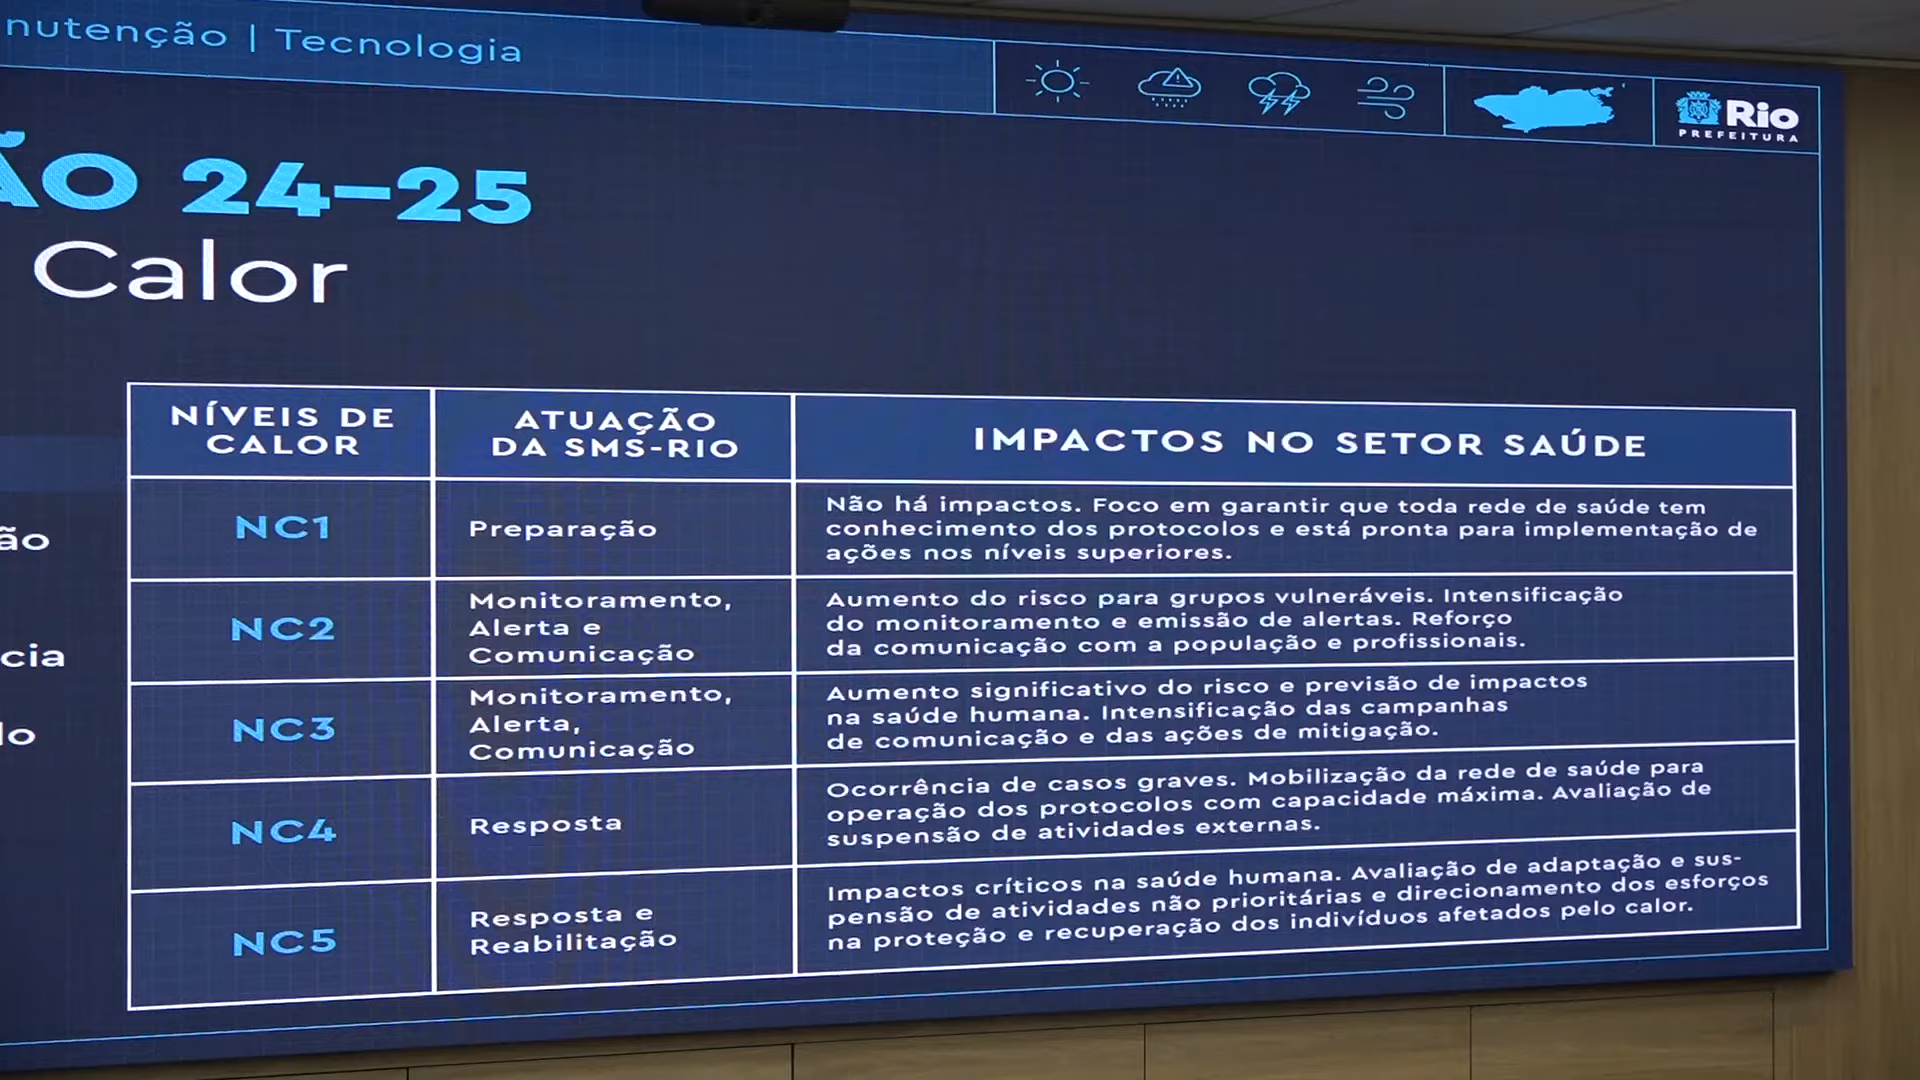 nutenção | Tecnologia
Rio
PREFEITURA
ÃO 24-25
Calor
ão
cia
lo
NÍVEIS DE
CALOR
ATUAÇÃO
DA SMS-RIO
IMPACTOS NO SETOR SAÚDE
NC1
Preparação
Não há impactos. Foco em garantir que toda rede de saúde tem
conhecimento dos protocolos e está pronta para implementação de
ações nos níveis superiores.
NC2
Monitoramento,
Alerta e
Comunicação
Aumento do risco para grupos vulneráveis. Intensificação
do monitoramento e emissão de alertas. Reforço
da comunicação com a população e profissionais.
NC3
Monitoramento,
Alerta,
Comunicação
Aumento significativo do risco e previsão de impactos
na saúde humana. Intensificação das campanhas
de comunicação e das ações de mitigação.
NC4
Resposta
Ocorrência de casos graves. Mobilização da rede de saúde para
operação dos protocolos com capacidade máxima. Avaliação de
suspensão de atividades externas.
NC5
Resposta e
Reabilitação
Impactos críticos na saúde humana. Avaliação de adaptação e sus-
pensão de atividades não prioritárias e direcionamento dos esforços
na proteção e recuperação dos indivíduos afetados pelo calor.